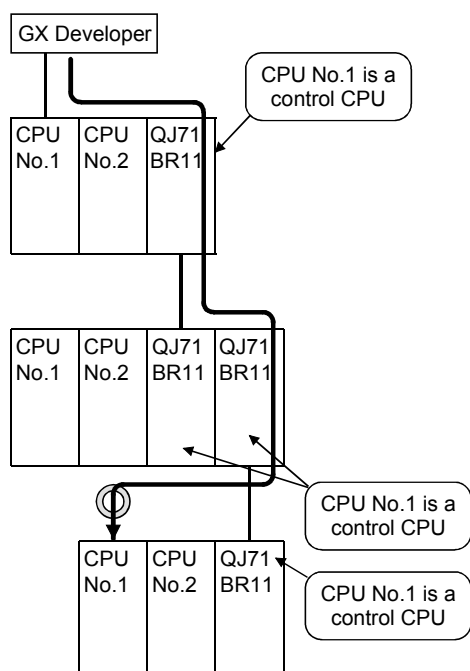 GX Developer
CPU No.1 is a
control CPU
CPU
No.1
CPU
No.2
QJ71
BR11
CPU
No.1
CPU
No.2
QJ71
BR11
QJ71
BR11
CPU No.1 is a
control CPU
CPU
No.1
CPU
No.2
QJ71
BR11
CPU No.1 is a
control CPU